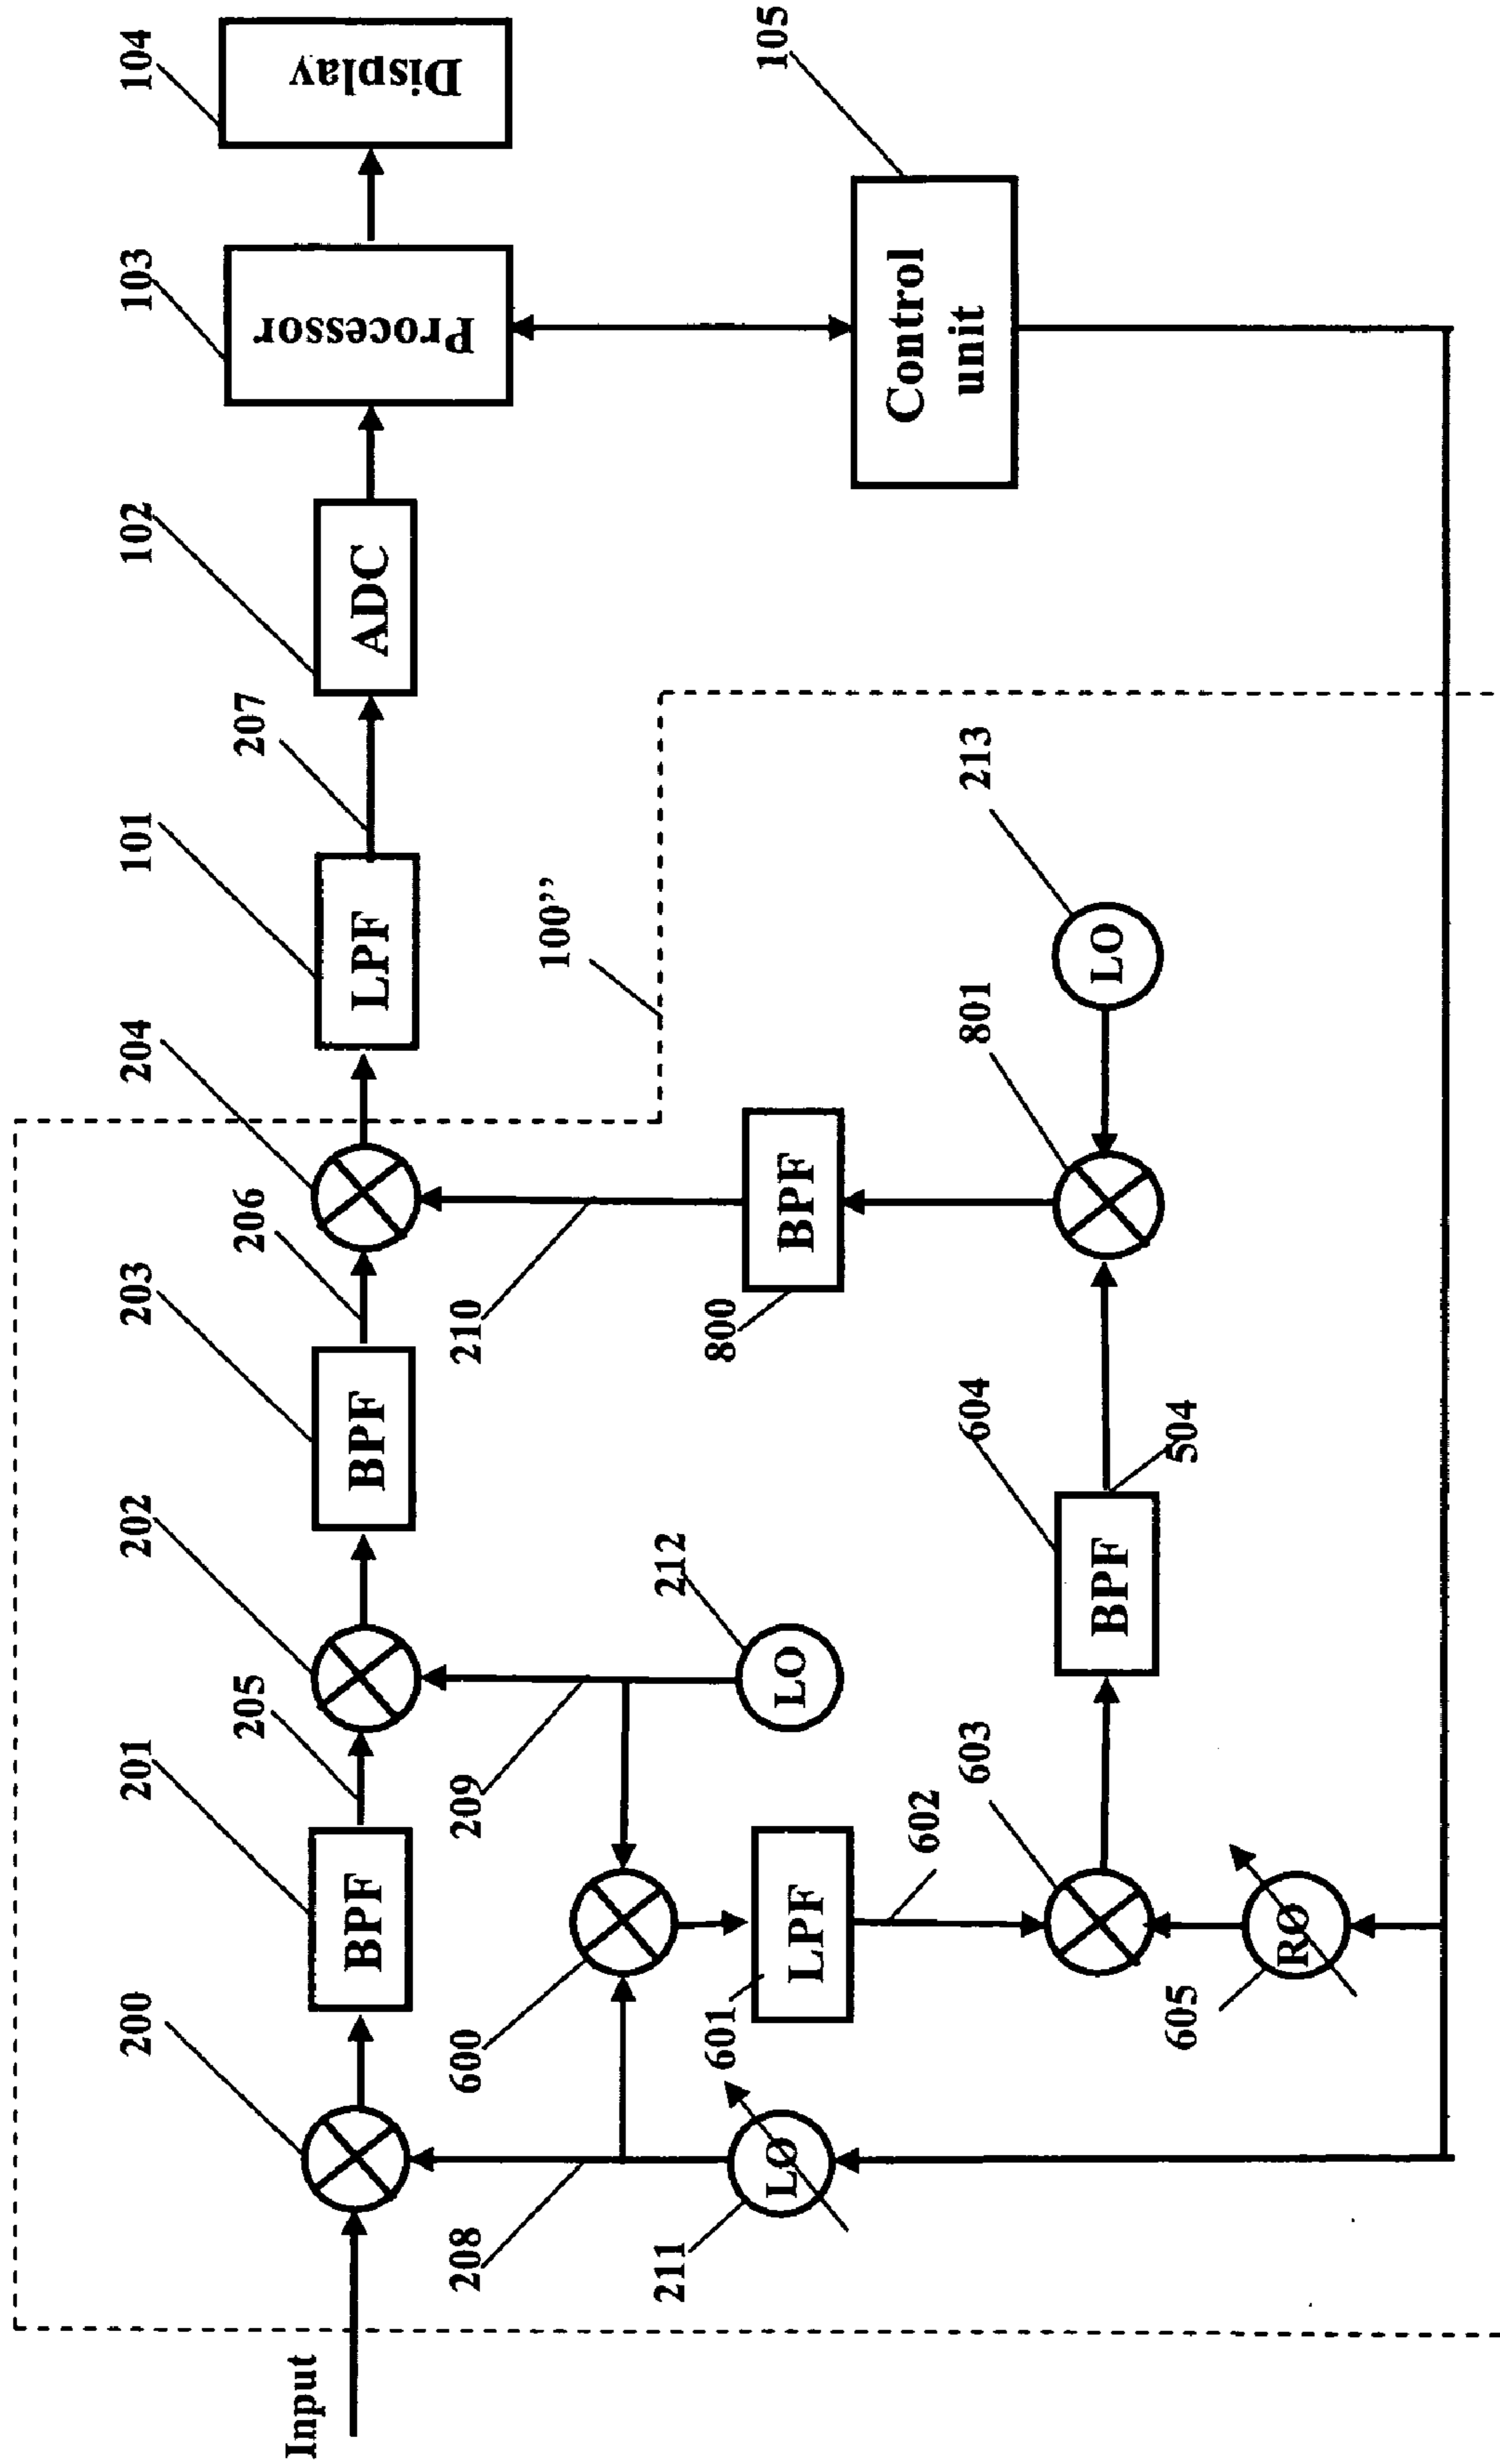 104
Display
103
Processor
102
ADC
207
101
LPF
204
206
203
BPF
202
205
201
BPF
200
Input
105
Control
unit
100’’
213
LO
801
BPF
800
210
604
504
BPF
212
LO
209
603
602
LPF
601
600
208
LO
211
RO
605